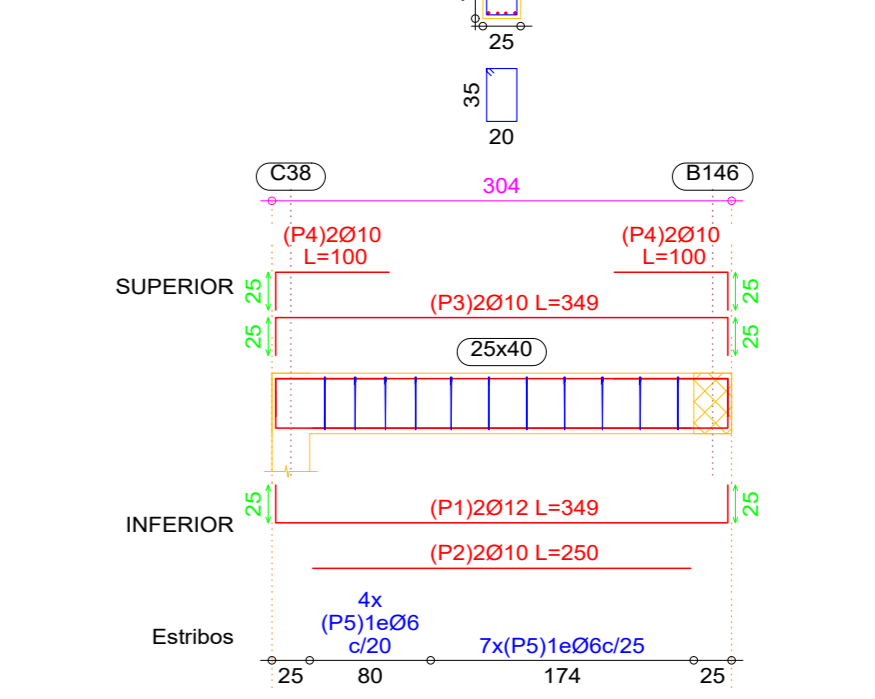 25
35
20
C38
B146
304
(P4)2Ø10
L=100
(P4)2Ø10
L=100
SUPERIOR
25
25
(P3)2Ø10 L=349
25
25
25x40
25
25
(P1)2Ø12 L=349
INFERIOR
(P2)2Ø10 L=250
4x
(P5)1eØ6
c/20
Estribos
7x(P5)1eØ6c/25
25
80
174
25